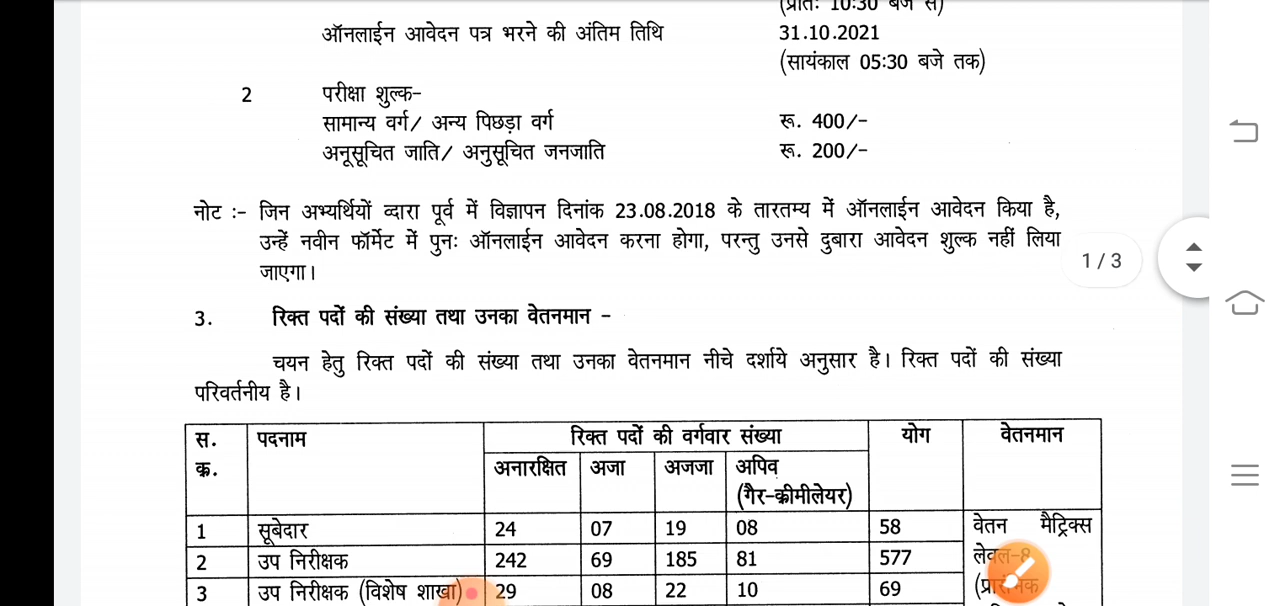 (प्रातः 10:30 बजे से)
ऑनलाईन आवेदन पत्र भरने की अंतिम तिथि 31.10.2021
(सायंकाल 05:30 बजे तक)
2 परीक्षा शुल्क-
सामान्य वर्ग/ अन्य पिछड़ा वर्ग रू. 400/-
अनूसूचित जाति/ अनुसूचित जनजाति रू. 200/-
नोट :- जिन अभ्यर्थियों व्दारा पूर्व में विज्ञापन दिनांक 23.08.2018 के तारतम्य में ऑनलाईन आवेदन किया है,
उन्हें नवीन फॉर्मेट में पुनः ऑनलाईन आवेदन करना होगा, परन्तु उनसे दुबारा आवेदन शुल्क नहीं लिया
जाएगा।
1 / 3
3. रिक्त पदों की संख्या तथा उनका वेतनमान -
चयन हेतु रिक्त पदों की संख्या तथा उनका वेतनमान नीचे दर्शाये अनुसार है। रिक्त पदों की संख्या
परिवर्तनीय है।
स. क्र. पदनाम रिक्त पदों की वर्गवार संख्या योग वेतनमान
अनारक्षित अजा अजजा अपिव
(गैर-क्रीमीलेयर)
1 सूबेदार 24 07 19 08 58 वेतन मैट्रिक्स
2 उप निरीक्षक 242 69 185 81 577 लेवल-8
3 उप निरीक्षक (विशेष शाखा) 29 08 22 10 69